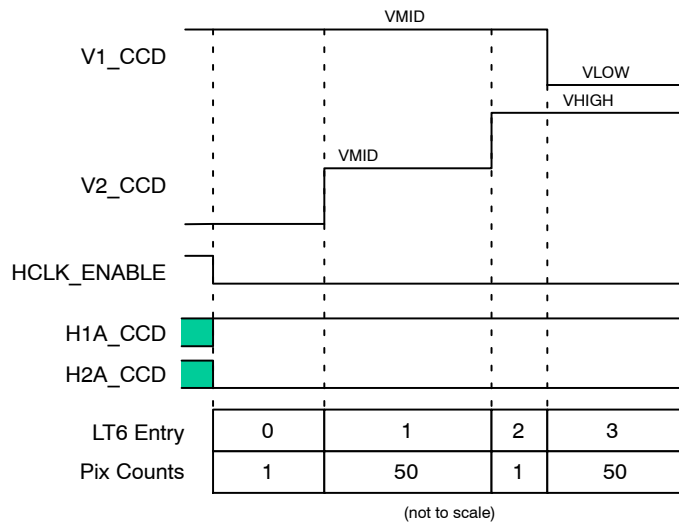 VMID
V1_CCD
VLOW
VHIGH
VMID
V2_CCD
HCLK_ENABLE
H1A_CCD
H2A_CCD
LT6 Entry 0 1 2 3
Pix Counts 1 50 1 50
(not to scale)